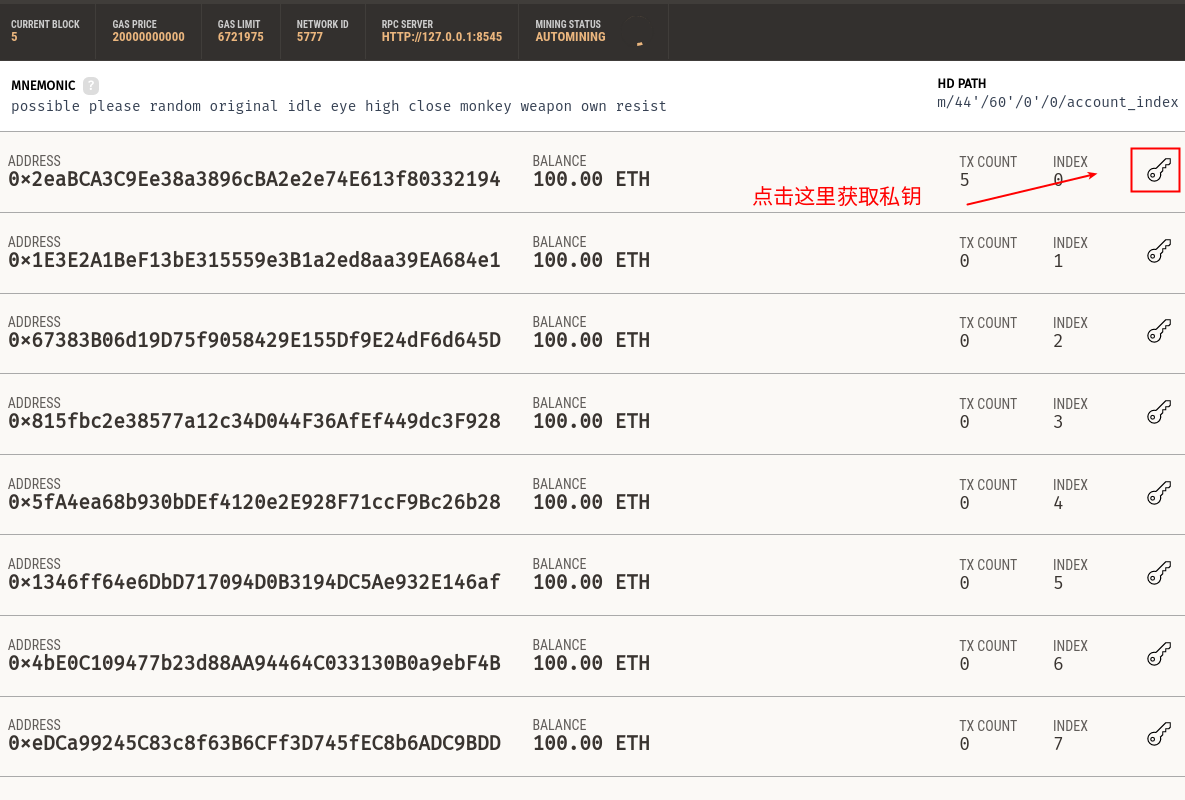 CURRENT BLOCK GAS PRICE GAS LIMIT NETWORK ID RPC SERVER MINING STATUS
5 20000000000 6721975 5777 HTTP://127.0.0.1:8545 AUTOMINING
MNEMONIC ? HD PATH
possible please random original idle eye high close monkey weapon own resist m/44'/60'/0'/0/account_index
ADDRESS BALANCE TX COUNT INDEX
0×2eaBCA3C9Ee38a3896cBA2e2e74E613f80332194 100.00 ETH 5 0
点击这里获取私钥
ADDRESS BALANCE TX COUNT INDEX
0×1E3E2A1BeF13bE315559e3B1a2ed8aa39EA684e1 100.00 ETH 0 1
ADDRESS BALANCE TX COUNT INDEX
0×67383B06d19D75f9058429E155Df9E24dF6d645D 100.00 ETH 0 2
ADDRESS BALANCE TX COUNT INDEX
0×815fbc2e38577a12c34D044F36AfEf449dc3F928 100.00 ETH 0 3
ADDRESS BALANCE TX COUNT INDEX
0×5fA4ea68b930bDEf4120e2E928F71ccF9Bc26b28 100.00 ETH 0 4
ADDRESS BALANCE TX COUNT INDEX
0×1346ff64e6DbD717094D0B3194DC5Ae932E146af 100.00 ETH 0 5
ADDRESS BALANCE TX COUNT INDEX
0×4bE0C109477b23d88AA94464C033130B0a9ebF4B 100.00 ETH 0 6
ADDRESS BALANCE TX COUNT INDEX
0×eDCa99245C83c8f63B6CFf3D745fEC8b6ADC9BDD 100.00 ETH 0 7